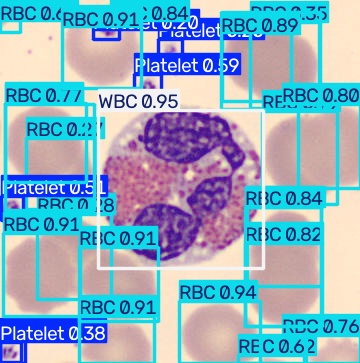 RBC 0.84
RBC 0.91
RBC 0.89
Platelet 0.59
RBC 0.77
WBC 0.95
RBC 0.80
Platelet 0.51
RBC 0.84
RBC 0.91
RBC 0.91
RBC 0.82
RBC 0.94
RBC 0.91
Platelet 0.38
RBC 0.76
RBC 0.62